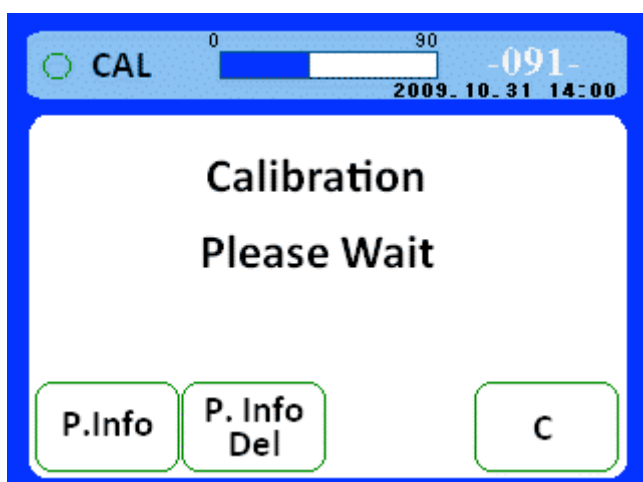 0 90
CAL -091-
2009.10.31 14:00
Calibration
Please Wait
P.Info
P. Info
Del
C